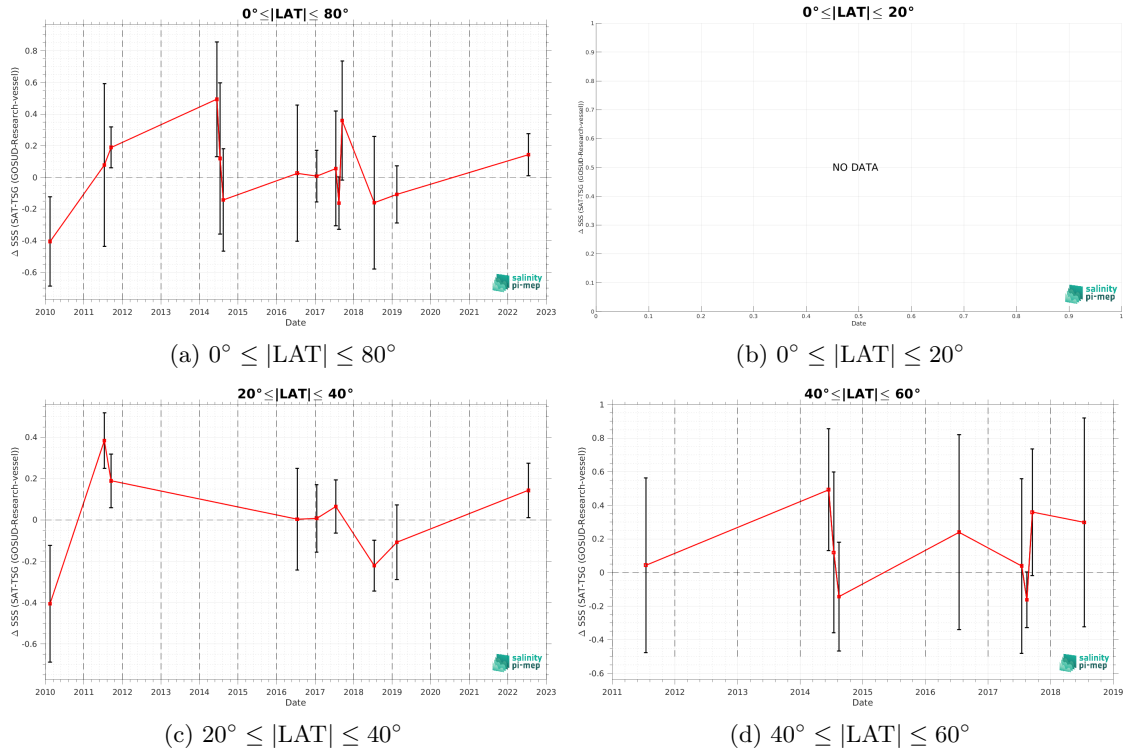 0°≤|LAT|≤ 80°
Δ SSS (SAT-TSG (GOSUD-Research-vessel))
0.8
0.6
0.4
0.2
0
-0.2
-0.4
-0.6
salinity
pi-mep
2010 2011 2012 2013 2014 2015 2016 2017 2018 2019 2020 2021 2022 2023
Date
(a) 0° ≤ |LAT| ≤ 80°
0°≤|LAT|≤ 20°
Δ SSS (SAT-TSG (GOSUD-Research-vessel))
1
0.9
0.8
0.7
0.6
0.5
0.4
0.3
0.2
0.1
0
NO DATA
salinity
pi-mep
0 0.1 0.2 0.3 0.4 0.5 0.6 0.7 0.8 0.9 1
Date
(b) 0° ≤ |LAT| ≤ 20°
20°≤|LAT|≤ 40°
Δ SSS (SAT-TSG (GOSUD-Research-vessel))
0.4
0.2
0
-0.2
-0.4
-0.6
salinity
pi-mep
2010 2011 2012 2013 2014 2015 2016 2017 2018 2019 2020 2021 2022 2023
Date
(c) 20° ≤ |LAT| ≤ 40°
40°≤|LAT|≤ 60°
Δ SSS (SAT-TSG (GOSUD-Research-vessel))
1
0.8
0.6
0.4
0.2
0
-0.2
-0.4
-0.6
salinity
pi-mep
2011 2012 2013 2014 2015 2016 2017 2018 2019
Date
(d) 40° ≤ |LAT| ≤ 60°